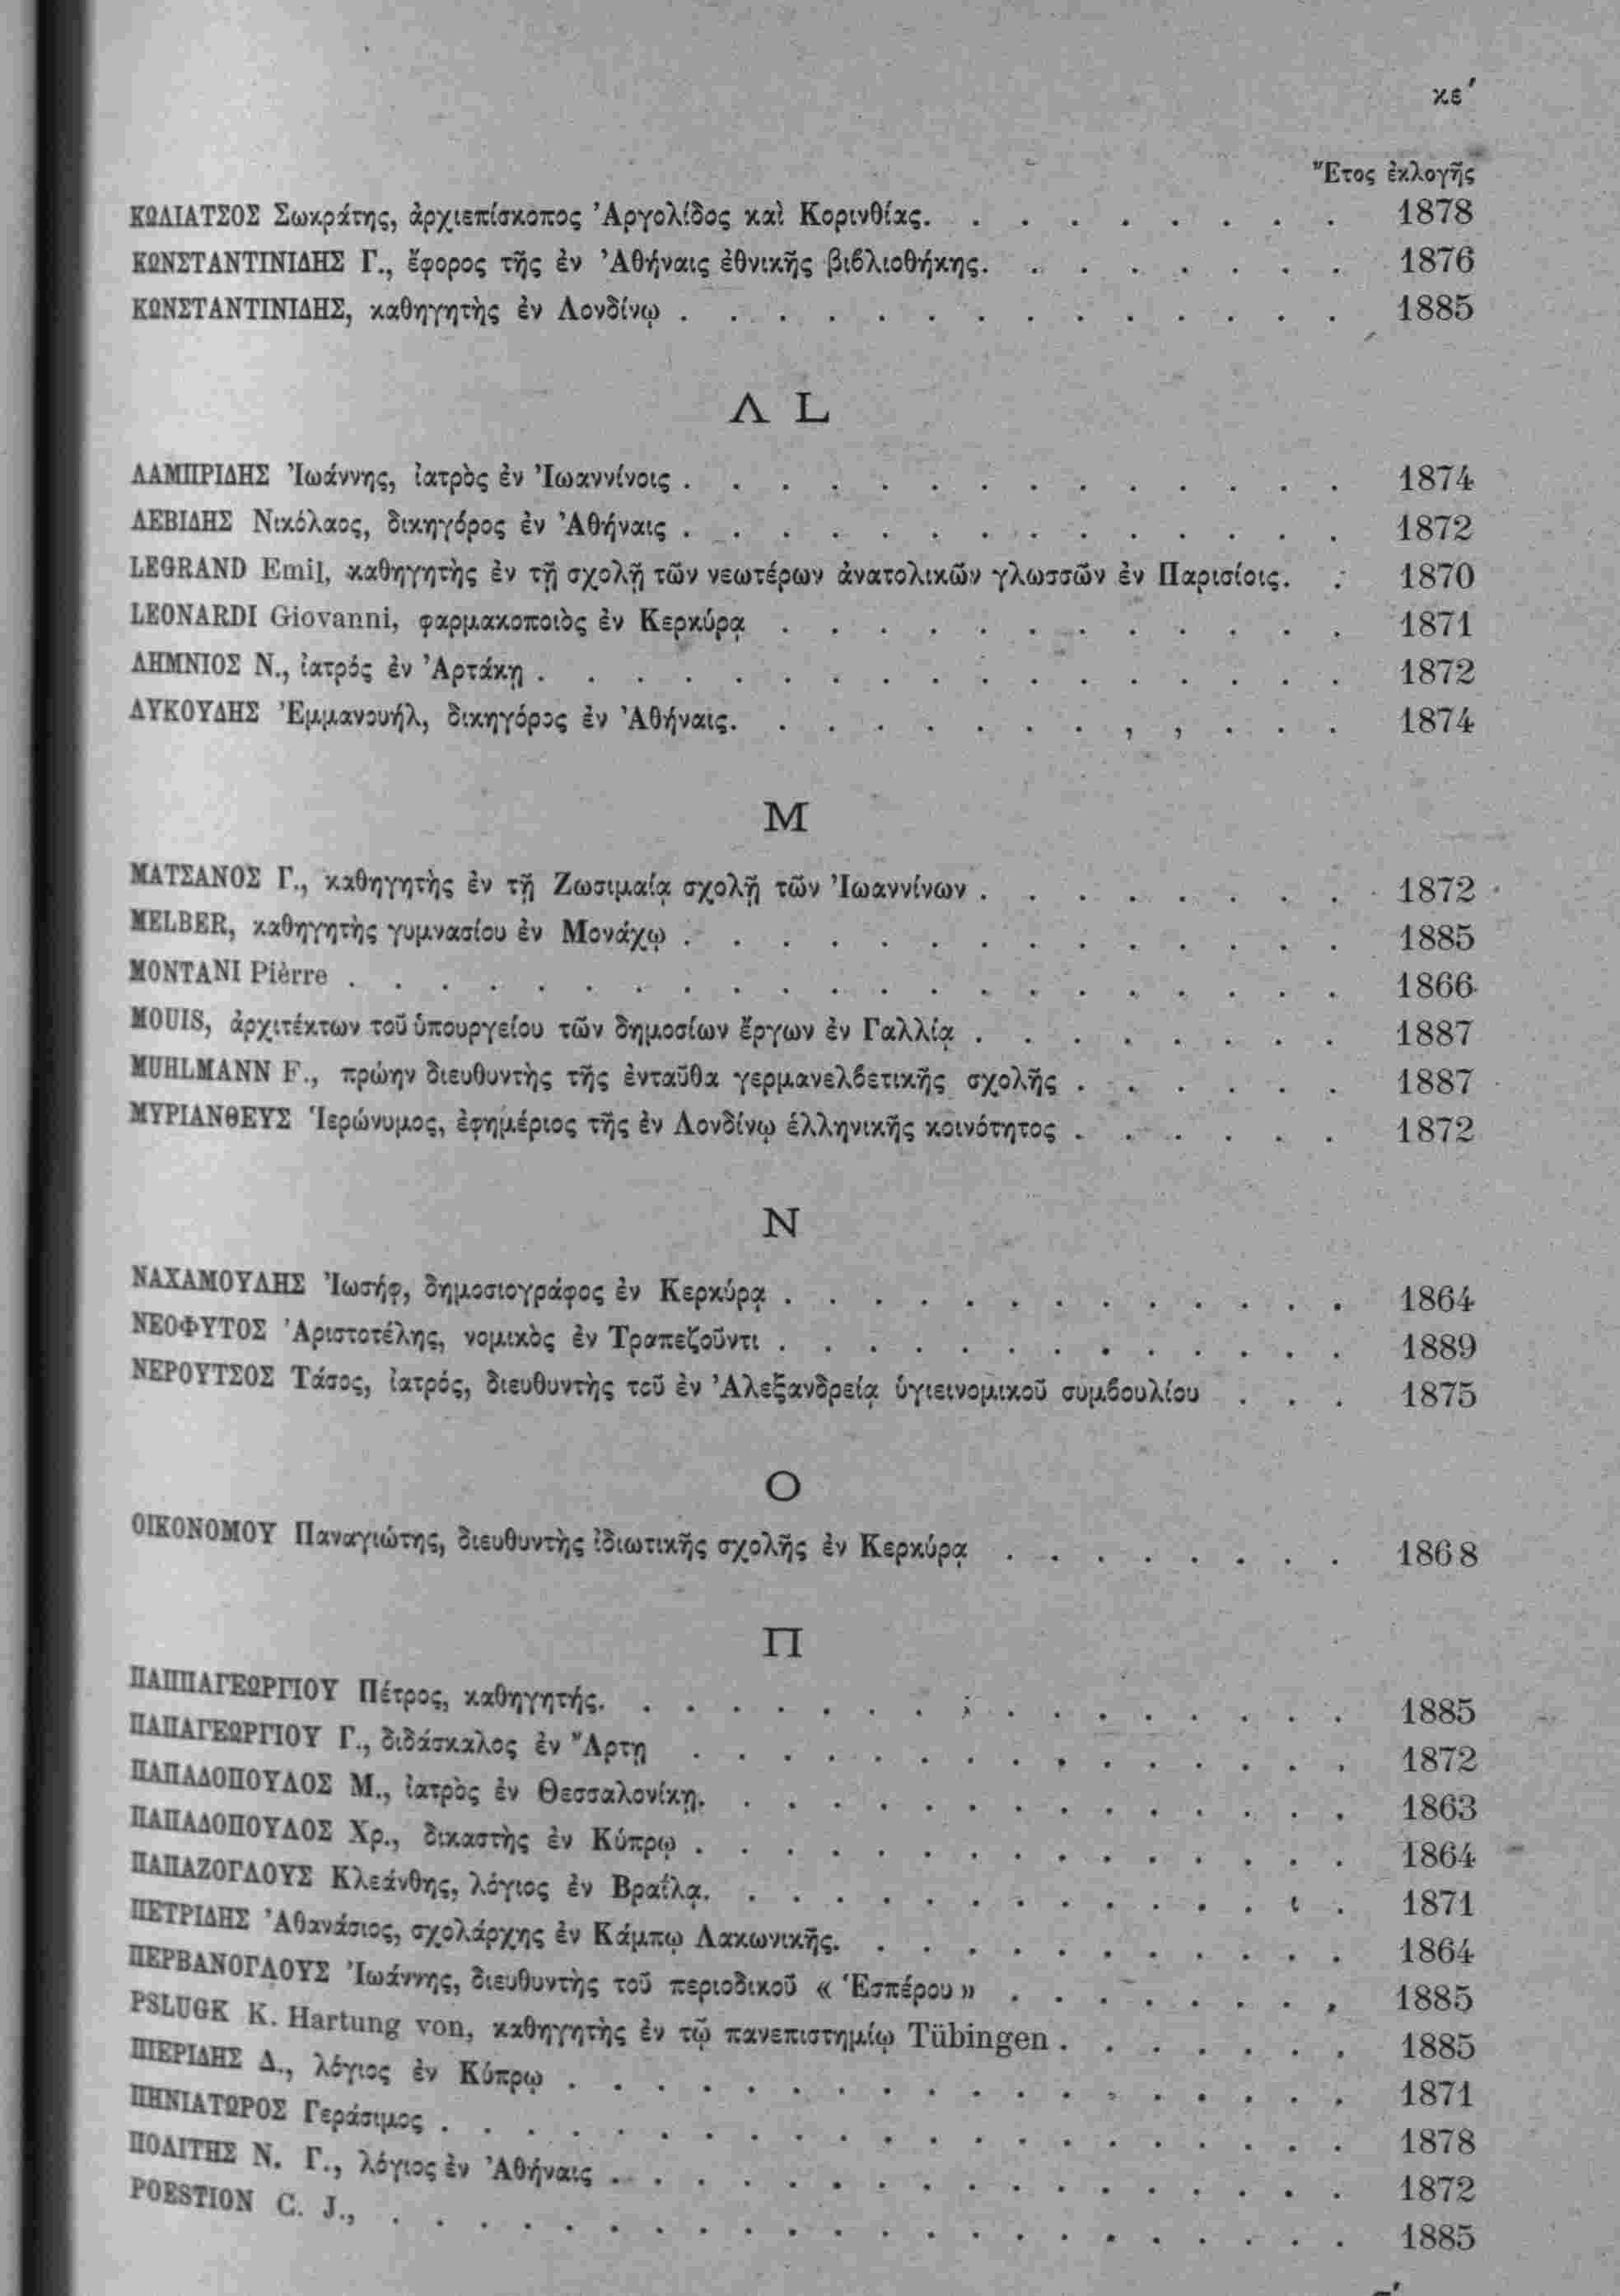 κε΄
Ἔτος ἐκλογῆς
ΚΩΛΙΑΤΣΟΣ Σωκράτης, ἀρχιεπίσκοπος Ἀργολίδος καὶ Κορινθίας. . . . . . . . . 1878
ΚΩΝΣΤΑΝΤΙΝΙΔΗΣ Γ., ἔφορος τῆς ἐν Ἀθήναις ἐθνικῆς βιβλιοθήκης. . . . . . . . 1876
ΚΩΝΣΤΑΝΤΙΝΙΔΗΣ, καθηγητὴς ἐν Λονδίνῳ . . . . . . . . . . . . . . 1885
Λ L
ΛΑΜΠΡΙΔΗΣ Ἰωάννης, ἰατρὸς ἐν Ἰωαννίνοις . . . . . . . . . . . . . . 1874
ΛΕΒΙΔΗΣ Νικόλαος, δικηγόρος ἐν Ἀθήναις . . . . . . . . . . . . . . 1872
LEGRAND Emil, καθηγητὴς ἐν τῇ σχολῇ τῶν νεωτέρων ἀνατολικῶν γλωσσῶν ἐν Παρισίοις. . 1870
LEONARDI Giovanni, φαρμακοποιὸς ἐν Κερκύρᾳ . . . . . . . . . . . . 1871
ΛΗΜΝΙΟΣ Ν., ἰατρός ἐν Ἀρτάκῃ . . . . . . . . . . . . . . . . . 1872
ΛΥΚΟΥΔΗΣ Ἐμμανουήλ, δικηγόρος ἐν Ἀθήναις. . . . . . . . , , . . . 1874
Μ
ΜΑΤΣΑΝΟΣ Γ., καθηγητὴς ἐν τῇ Ζωσιμαίᾳ σχολῇ τῶν Ἰωαννίνων . . . . . . . . 1872
MELBER, καθηγητὴς γυμνασίου ἐν Μονάχῳ . . . . . . . . . . . . . . 1885
MONTANI Pièrre . . . . . . . . . . . . . . . . . . . . . 1866
MOUIS, ἀρχιτέκτων τοῦ ὑπουργείου τῶν δημοσίων ἔργων ἐν Γαλλίᾳ . . . . . . . . 1887
MUHLMANN F., πρώην διευθυντὴς τῆς ἐνταῦθα γερμανελβετικῆς σχολῆς . . . . . . 1887
ΜΥΡΙΑΝΘΕΥΣ Ἱερώνυμος, ἐφημέριος τῆς ἐν Λονδίνῳ ἑλληνικῆς κοινότητος . . . . . . 1872
Ν
ΝΑΧΑΜΟΥΛΗΣ Ἰωσήφ, δημοσιογράφος ἐν Κερκύρᾳ . . . . . . . . . . . . . 1864
ΝΕΟΦΥΤΟΣ Ἀριστοτέλης, νομικὸς ἐν Τραπεζοῦντι . . . . . . . . . . . . . 1889
ΝΕΡΟΥΤΣΟΣ Τάσος, ἰατρός, διευθυντὴς τοῦ ἐν Ἀλεξανδρείᾳ ὑγιεινομικοῦ συμβουλίου . . . 1875
Ο
ΟΙΚΟΝΟΜΟΥ Παναγιώτης, διευθυντὴς ἰδιωτικῆς σχολῆς ἐν Κερκύρᾳ . . . . . . . . 1868
Π
ΠΑΠΠΑΓΕΩΡΓΙΟΥ Πέτρος, καθηγητής. . . . . . . . . . . . . . . . . 1885
ΠΑΠΑΓΕΩΡΓΙΟΥ Γ., διδάσκαλος ἐν Ἄρτῃ . . . . . . . . . . . . . . . 1872
ΠΑΠΑΔΟΠΟΥΛΟΣ Μ., ἰατρὸς ἐν Θεσσαλονίκῃ. . . . . . . . . . . . . . . 1863
ΠΑΠΑΔΟΠΟΥΛΟΣ Χρ., δικαστὴς ἐν Κύπρῳ . . . . . . . . . . . . . . . 1864
ΠΑΠΑΖΟΓΛΟΥΣ Κλεάνθης, λόγιος ἐν Βραΐλᾳ. . . . . . . . . . . . . . . 1871
ΠΕΤΡΙΔΗΣ Ἀθανάσιος, σχολάρχης ἐν Κάμπῳ Λακωνικῆς. . . . . . . . . . . . 1864
ΠΕΡΒΑΝΟΓΛΟΥΣ Ἰωάννης, διευθυντὴς τοῦ περιοδικοῦ « Ἑσπέρου » . . . . . . . . 1885
PSLUGK K. Hartung von, καθηγητὴς ἐν τῷ πανεπιστημίῳ Tübingen . . . . . . . 1885
ΠΙΕΡΙΔΗΣ Δ., λόγιος ἐν Κύπρῳ . . . . . . . . . . . . . . . . . . 1871
ΠΗΝΙΑΤΩΡΟΣ Γεράσιμος . . . . . . . . . . . . . . . . . . . . . 1878
ΠΟΛΙΤΗΣ Ν. Γ., λόγιος ἐν Ἀθήναις . . . . . . . . . . . . . . . . . 1872
POESTION C. J., . . . . . . . . . . . . . . . . . . . . . . 1885